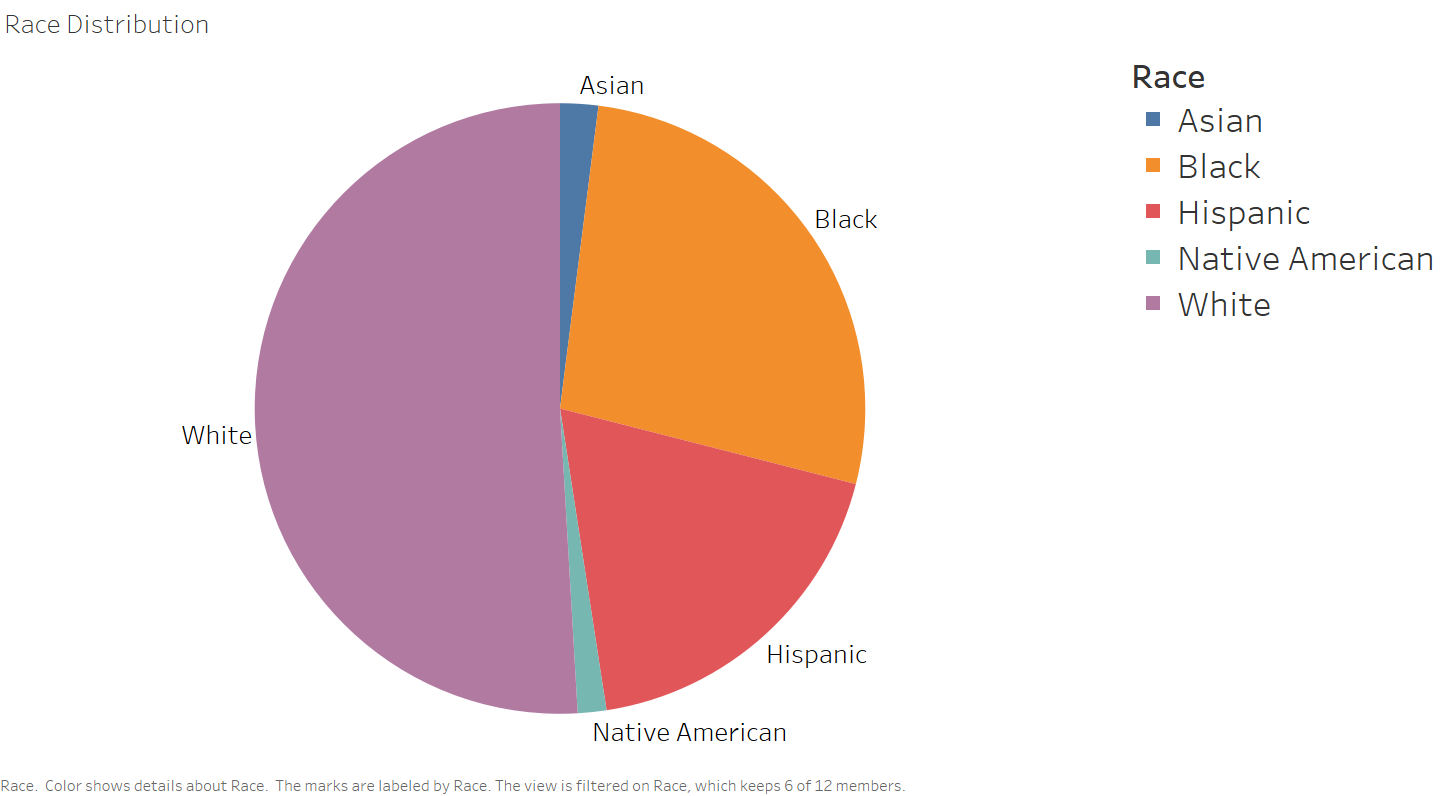 Race Distribution
Asian
Black
White
Hispanic
Native American
Race
Asian
Black
Hispanic
Native American
White
Race.  Color shows details about Race.  The marks are labeled by Race. The view is filtered on Race, which keeps 6 of 12 members.